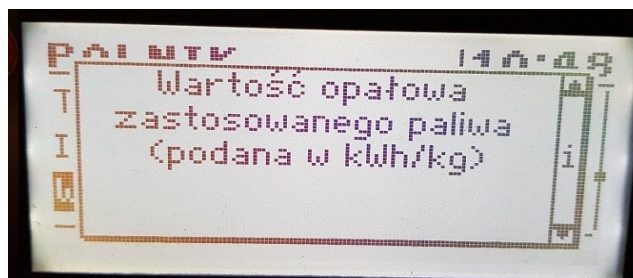 PALNIK
Wartość opałowa
zastosowanego paliwa
(podana w kWh/kg)
i
T
I
W